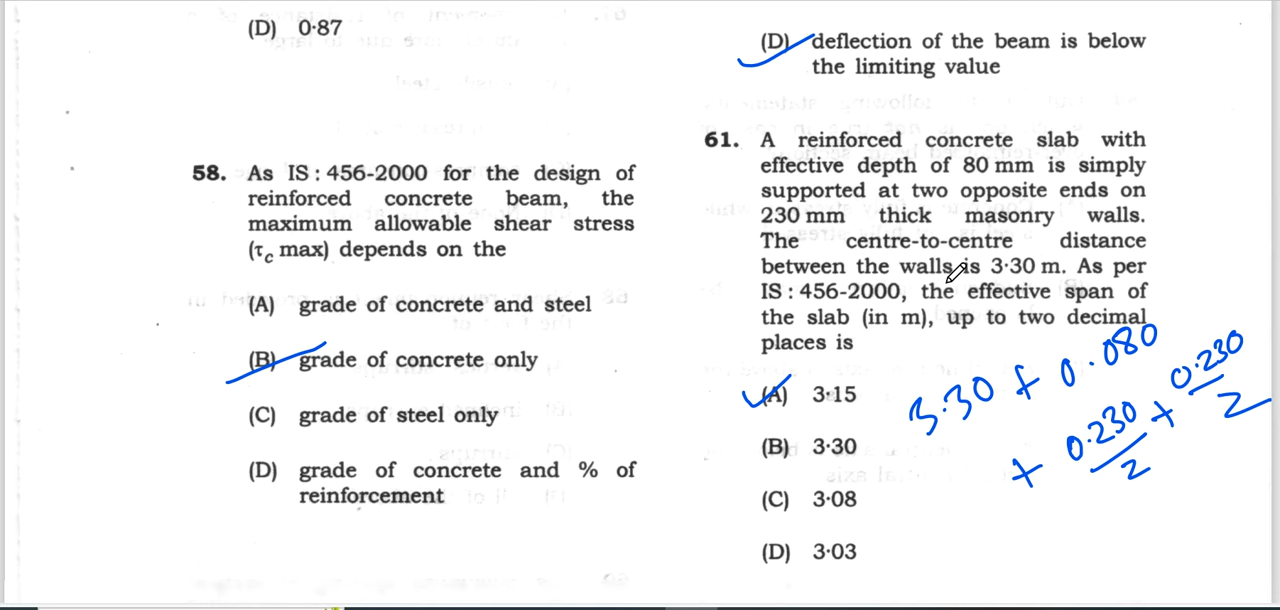 (D) 0·87
58. As IS : 456-2000 for the design of
reinforced concrete beam, the
maximum allowable shear stress
(τc max) depends on the
(A) grade of concrete and steel
(B) grade of concrete only
(C) grade of steel only
(D) grade of concrete and % of
reinforcement
(D) deflection of the beam is below
the limiting value
61. A reinforced concrete slab with
effective depth of 80 mm is simply
supported at two opposite ends on
230 mm thick masonry walls.
The centre-to-centre distance
between the walls is 3·30 m. As per
IS : 456-2000, the effective span of
the slab (in m), up to two decimal
places is
(A) 3·15
(B) 3·30
(C) 3·08
(D) 3·03
3.30 + 0.080
+ 0.230/2 + 0.230/2